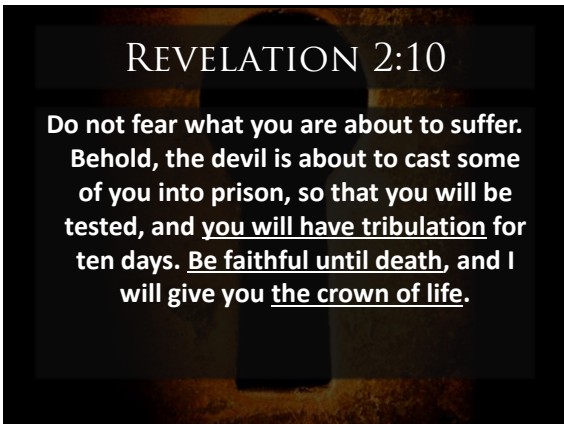 REVELATION 2:10
Do not fear what you are about to suffer.
Behold, the devil is about to cast some
of you into prison, so that you will be
tested, and you will have tribulation for
ten days. Be faithful until death, and I
will give you the crown of life.